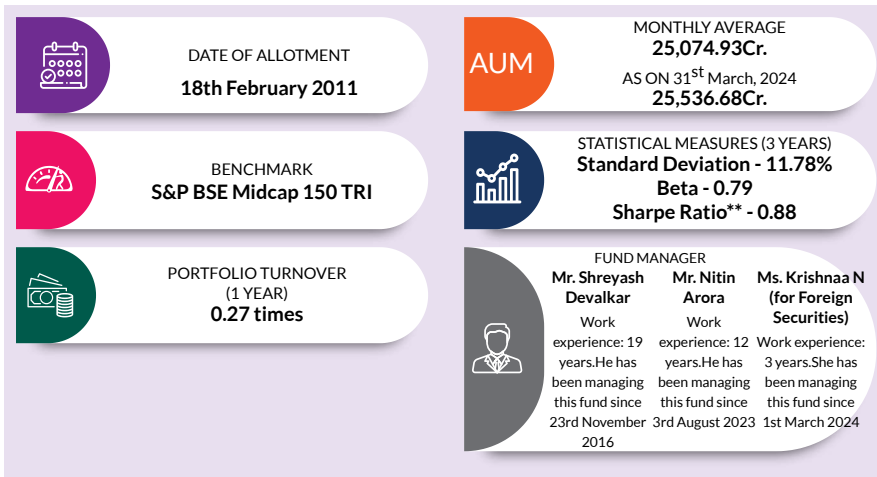 DATE OF ALLOTMENT
18th February 2011
BENCHMARK
S&P BSE Midcap 150 TRI
PORTFOLIO TURNOVER
(1 YEAR)
0.27 times
AUM
MONTHLY AVERAGE
25,074.93Cr.
AS ON 31st March, 2024
25,536.68Cr.
STATISTICAL MEASURES (3 YEARS)
Standard Deviation - 11.78%
Beta - 0.79
Sharpe Ratio** - 0.88
FUND MANAGER
Mr. Shreyash
Devalkar
Work
experience: 19
years.He has
been managing
this fund since
23rd November
2016
Mr. Nitin
Arora
Work
experience: 12
years.He has
been managing
this fund since
3rd August 2023
Ms. Krishnaa N
(for Foreign
Securities)
Work experience:
3 years.She has
been managing
this fund since
1st March 2024